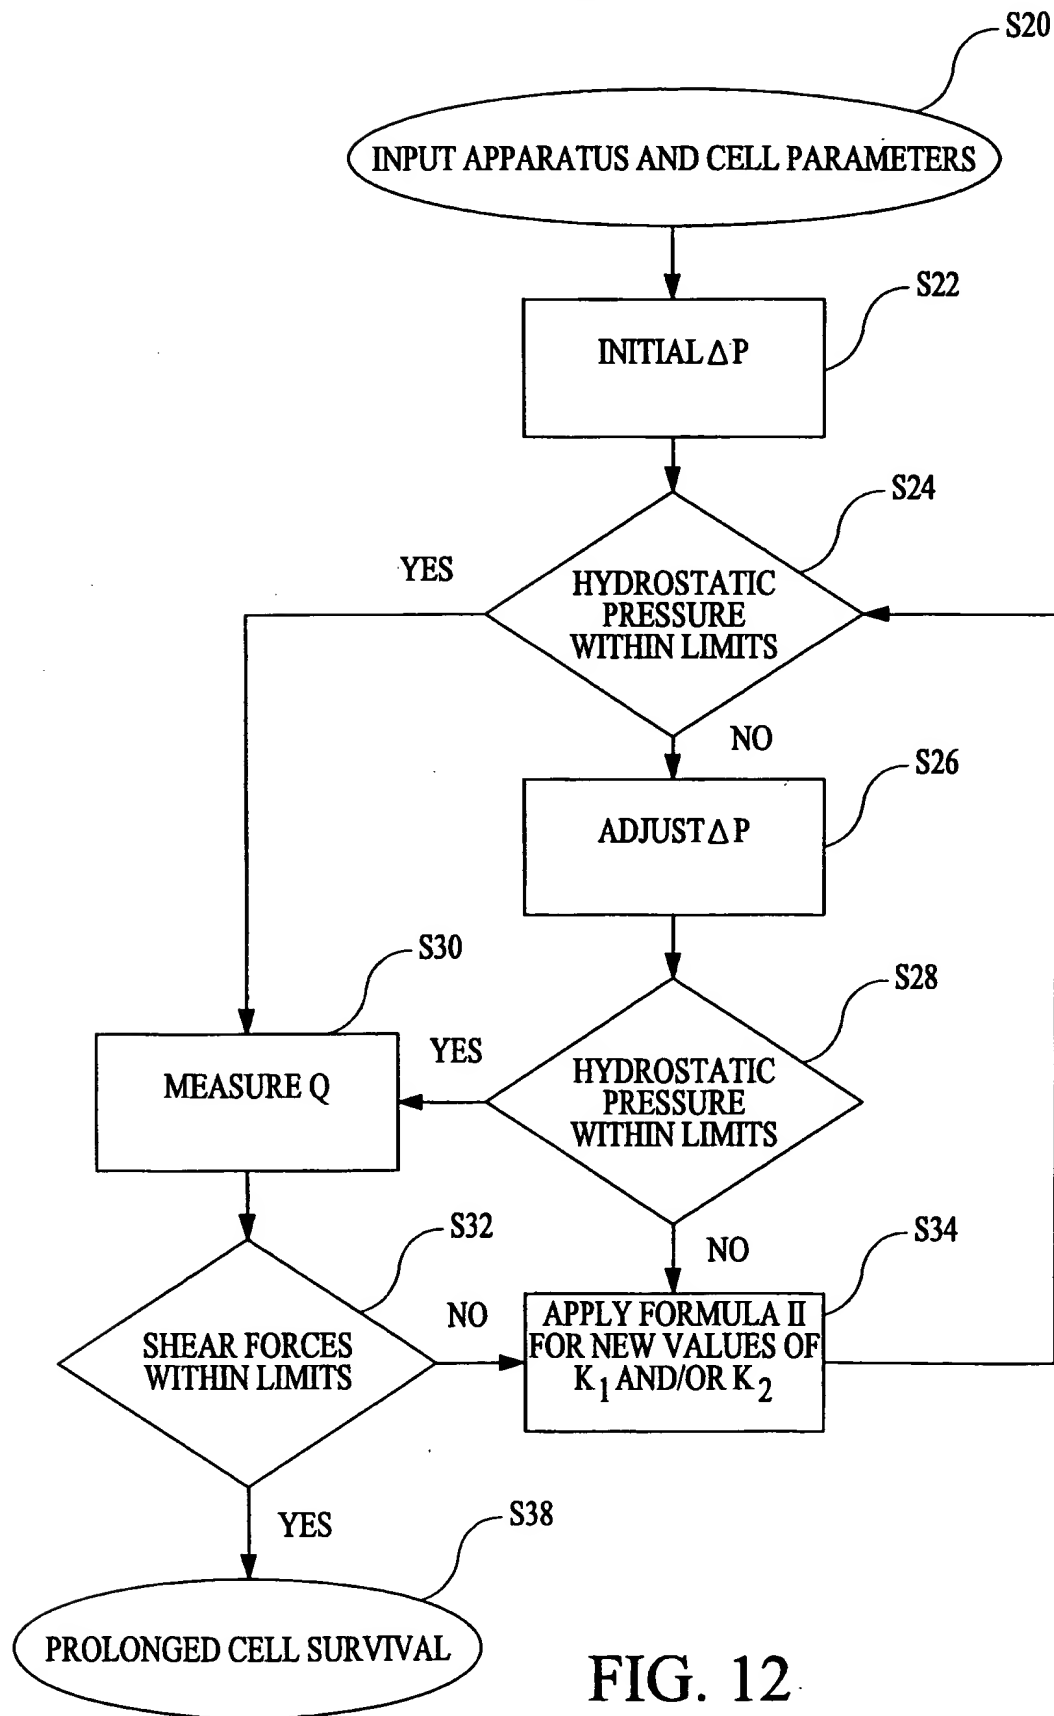 S20
INPUT APPARATUS AND CELL PARAMETERS
S22
INITIAL Δ P
S24
YES
HYDROSTATIC
PRESSURE
WITHIN LIMITS
NO
S26
ADJUST Δ P
S30
S28
MEASURE Q
YES
HYDROSTATIC
PRESSURE
WITHIN LIMITS
S32
NO
S34
SHEAR FORCES
WITHIN LIMITS
NO
APPLY FORMULA II
FOR NEW VALUES OF
K1 AND/OR K2
YES
S38
PROLONGED CELL SURVIVAL
FIG. 12